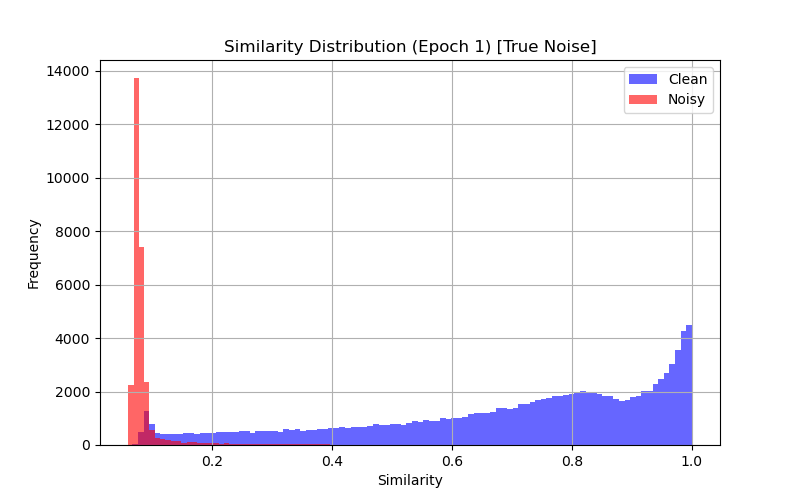 Similarity Distribution (Epoch 1) [True Noise]
Clean
Noisy
14000
12000
10000
8000
6000
4000
2000
0
Frequency
0.2 0.4 0.6 0.8 1.0
Similarity